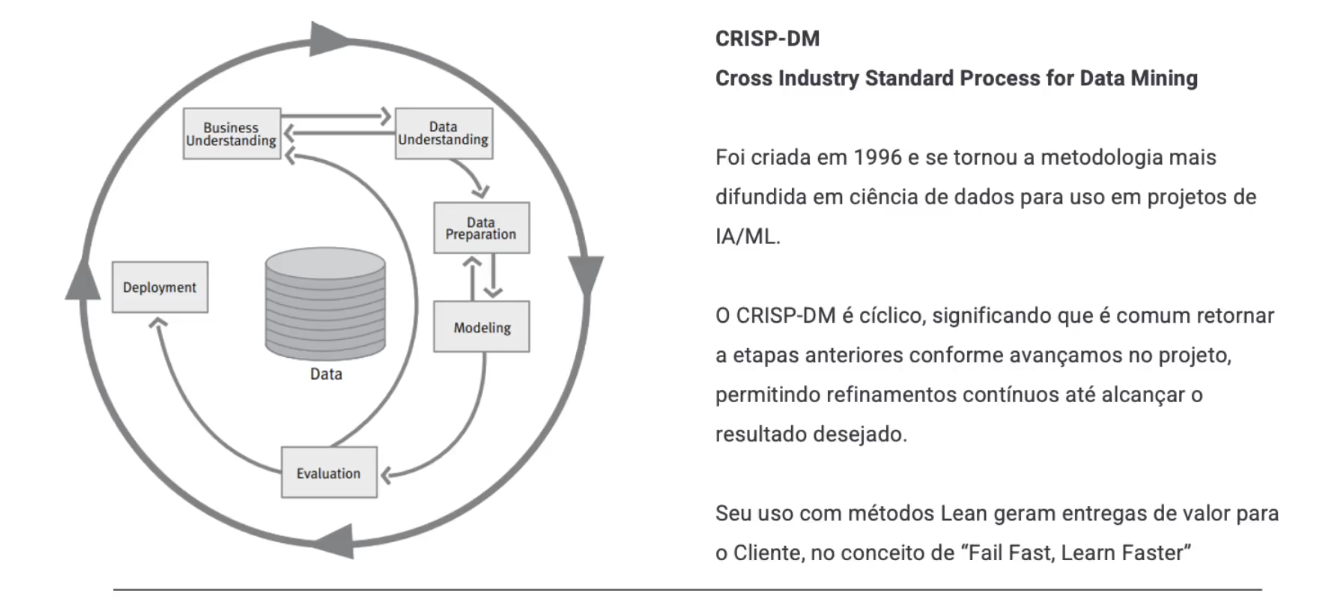 Business
Understanding
Data
Understanding
Data
Preparation
Deployment
Modeling
Data
Evaluation
CRISP-DM
Cross Industry Standard Process for Data Mining
Foi criada em 1996 e se tornou a metodologia mais
difundida em ciência de dados para uso em projetos de
IA/ML.
O CRISP-DM é cíclico, significando que é comum retornar
a etapas anteriores conforme avançamos no projeto,
permitindo refinamentos contínuos até alcançar o
resultado desejado.
Seu uso com métodos Lean geram entregas de valor para
o Cliente, no conceito de “Fail Fast, Learn Faster”